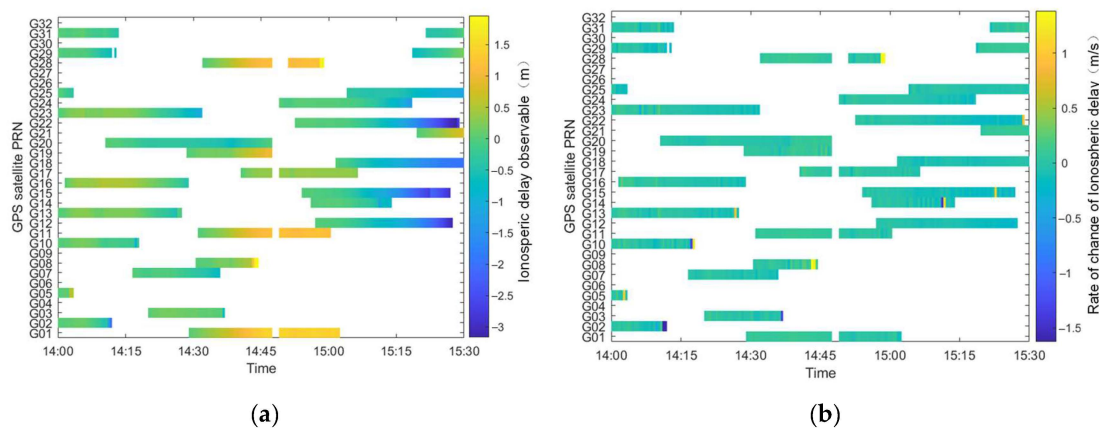 GPS satellite PRN
G32
G31
G30
G29
G28
G27
G26
G25
G24
G23
G22
G21
G20
G19
G18
G17
G16
G15
G14
G13
G12
G11
G10
G09
G08
G07
G06
G05
G04
G03
G02
G01
14:00 14:15 14:30 14:45 15:00 15:15 15:30
Time
1.5
1
0.5
0
−0.5
−1
−1.5
−2
−2.5
−3
Ionosperic delay observable（m）
(a)
GPS satellite PRN
G32
G31
G30
G29
G28
G27
G26
G25
G24
G23
G22
G21
G20
G19
G18
G17
G16
G15
G14
G13
G12
G11
G10
G09
G08
G07
G06
G05
G04
G03
G02
G01
14:00 14:15 14:30 14:45 15:00 15:15 15:30
Time
1
0.5
0
−0.5
−1
−1.5
Rate of change of Ionospheric delay（m/s）
(b)